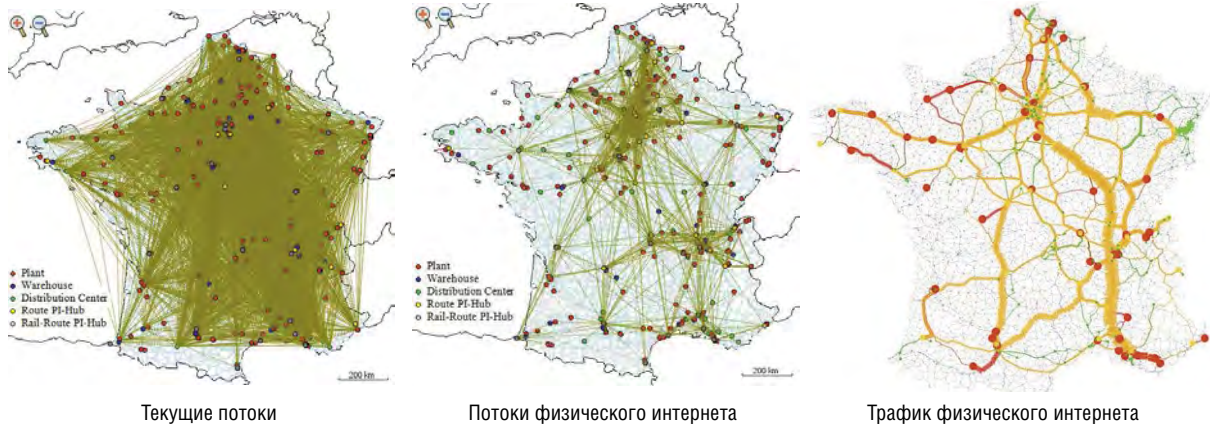 Plant
Warehouse
Distribution Center
Route PI-Hub
Rail-Route PI-Hub
200 km
Plant
Warehouse
Distribution Center
Route PI-Hub
Rail-Route PI-Hub
200 km
Текущие потоки
Потоки физического интернета
Трафик физического интернета